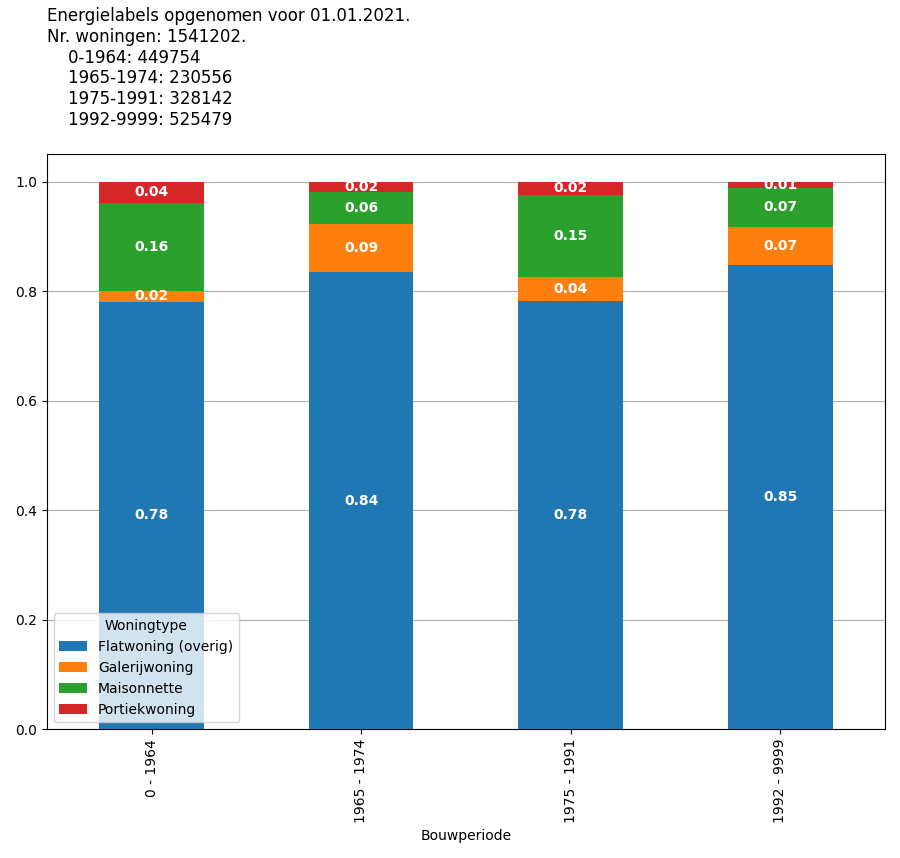 Energielabels opgenomen voor 01.01.2021.
Nr. woningen: 1541202.
0-1964: 449754
1965-1974: 230556
1975-1991: 328142
1992-9999: 525479
1.0
0.8
0.6
0.4
0.2
0.0
0.04
0.16
0.02
0.78
0.02
0.06
0.09
0.84
0.02
0.15
0.04
0.78
0.01
0.07
0.07
0.85
Woningtype
Flatwoning (overig)
Galerijwoning
Maisonnette
Portiekwoning
0 - 1964
1965 - 1974
1975 - 1991
1992 - 9999
Bouwperiode